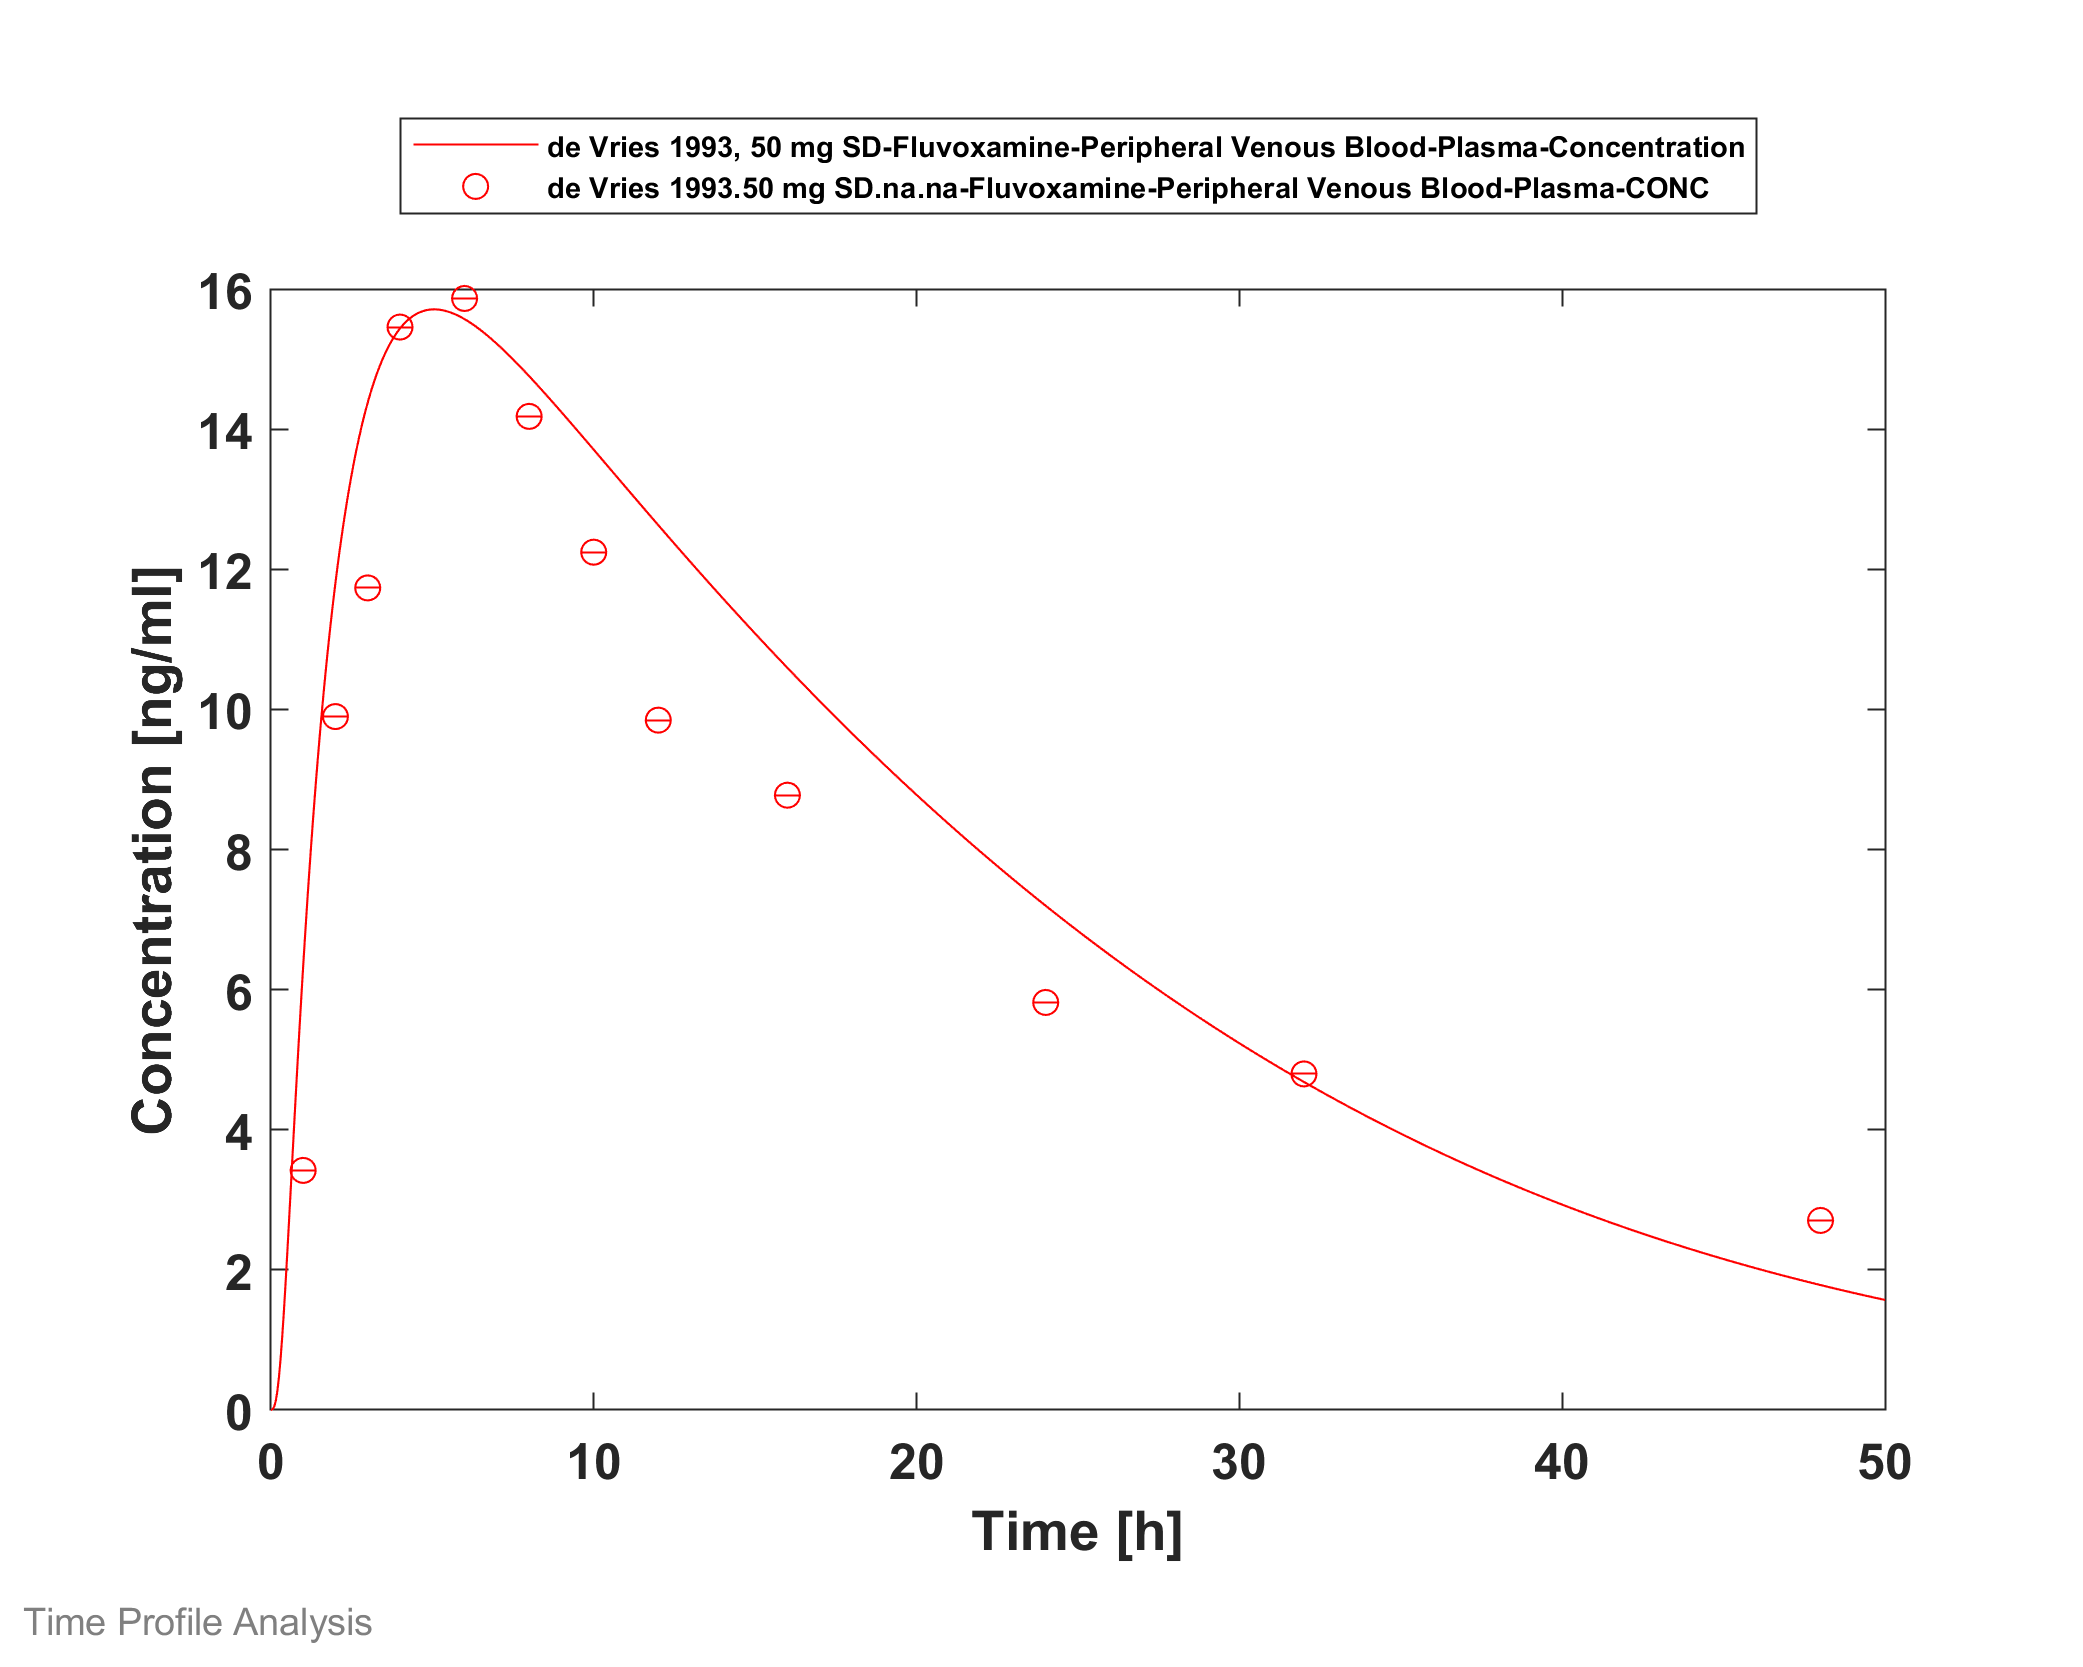 de Vries 1993, 50 mg SD-Fluvoxamine-Peripheral Venous Blood-Plasma-Concentration
de Vries 1993.50 mg SD.na.na-Fluvoxamine-Peripheral Venous Blood-Plasma-CONC
16
14
12
10
8
6
4
2
0
Concentration [ng/ml]
0 10 20 30 40 50
Time [h]
Time Profile Analysis